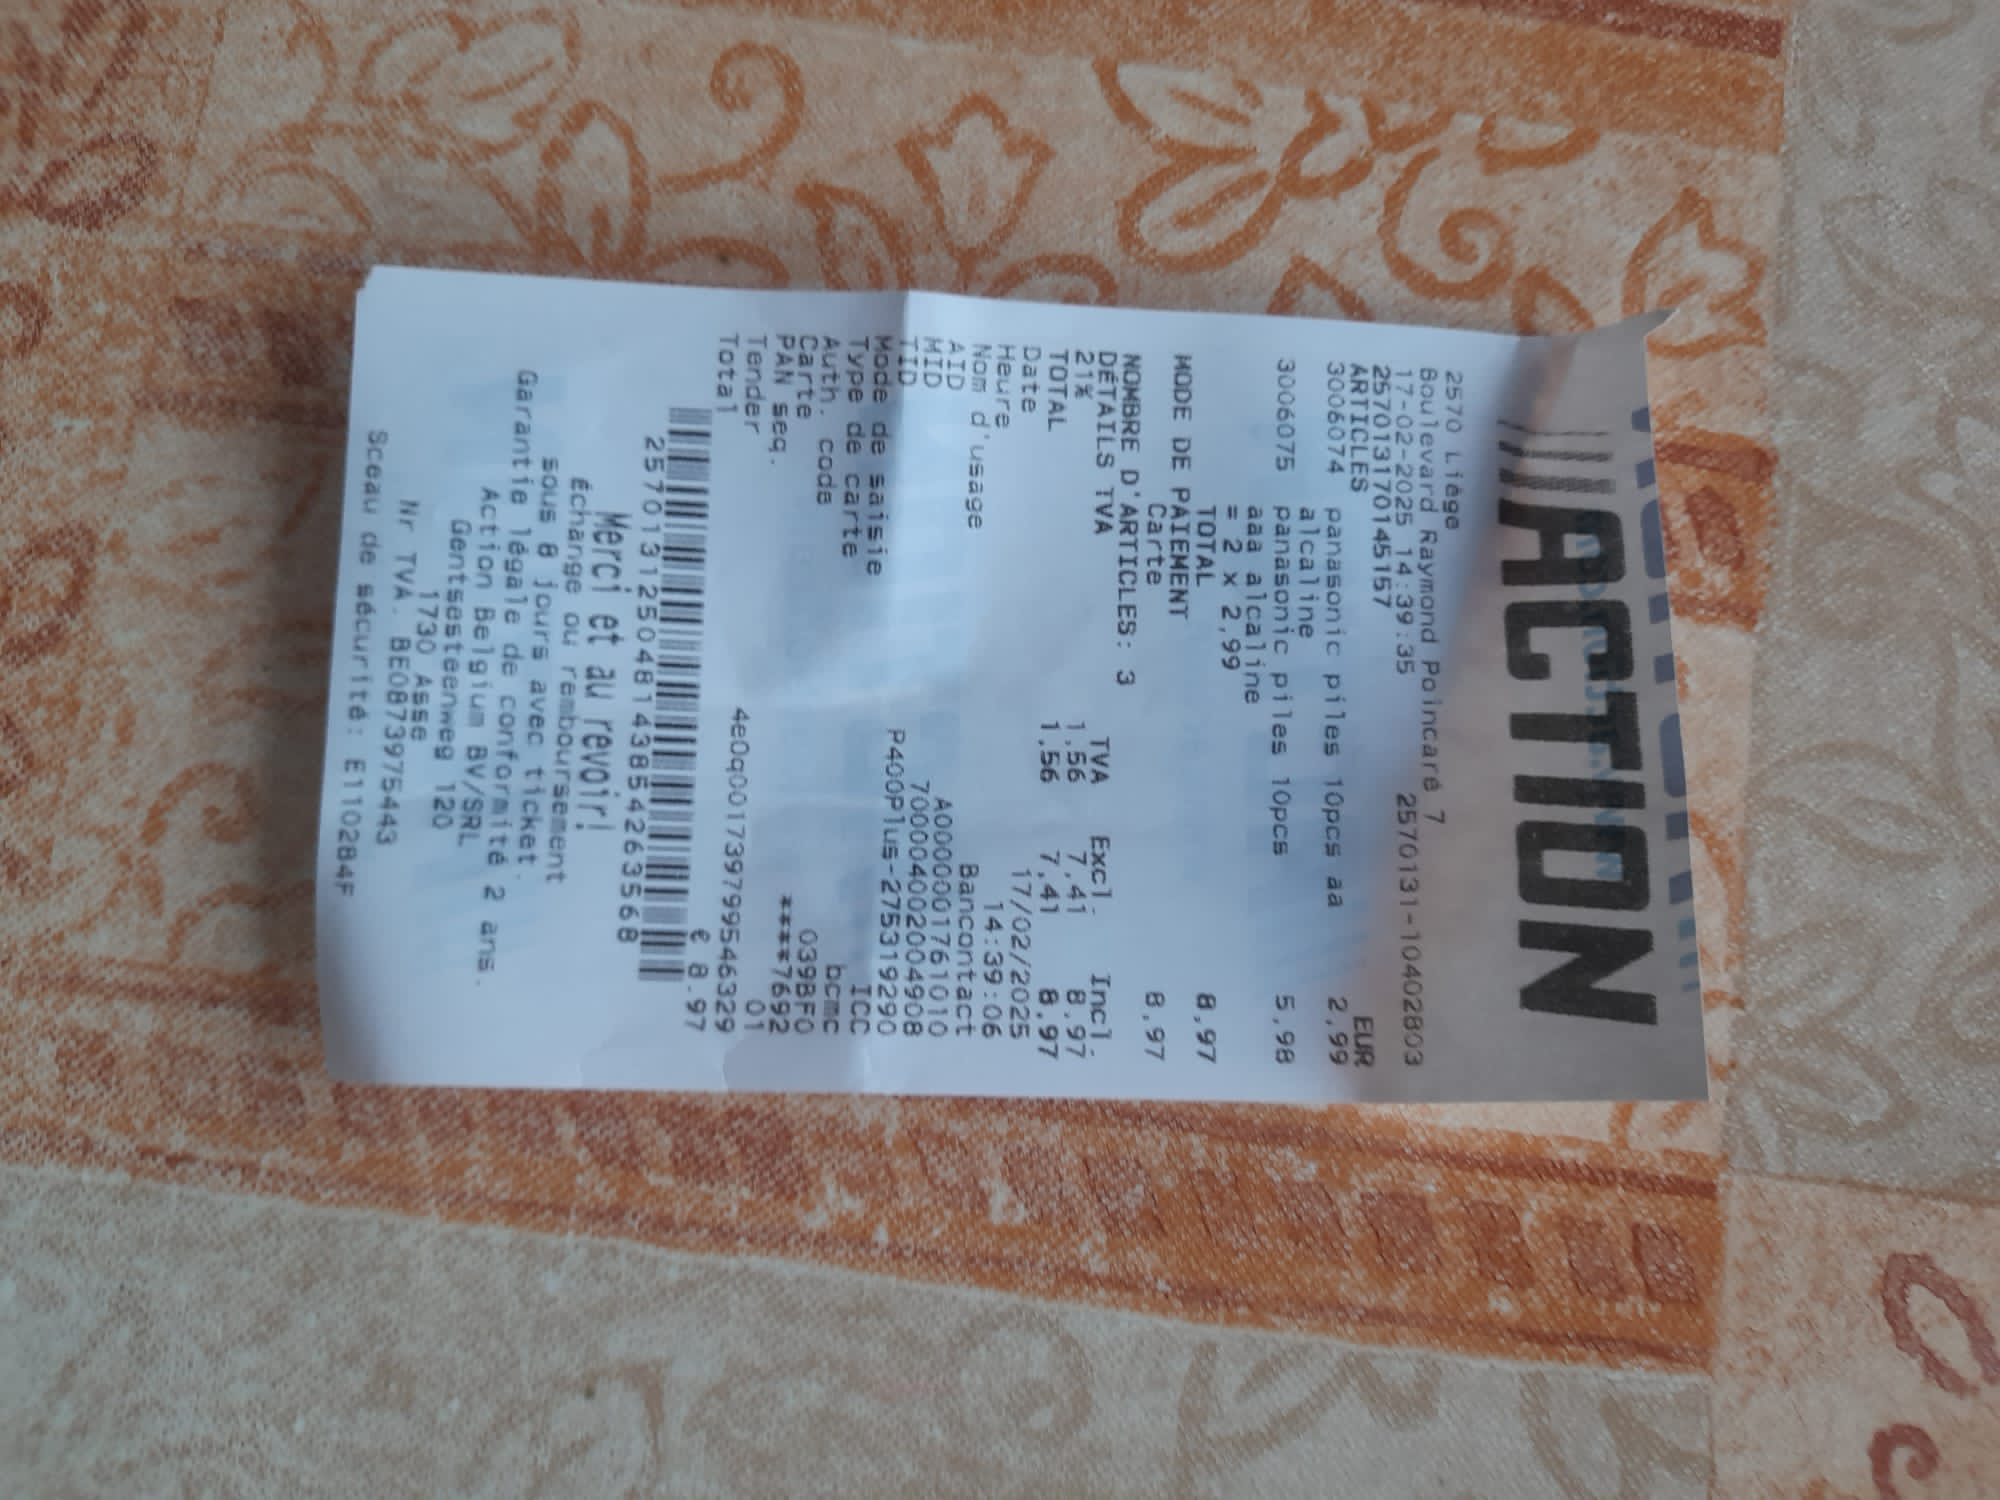 ACTION
2570 Liège
Boulevard Raymond Poincaré 7
17-02-2025 14:39:35 2570131-10402803
257013170145157
ARTICLES EUR
3006074 panasonic piles 10pcs aa 2,99
alcaline
3006075 panasonic piles 10pcs 5,98
aaa alcaline
= 2 x 2,99
TOTAL 8,97
MODE DE PAIEMENT
Carte 8,97
NOMBRE D'ARTICLES: 3
DÉTAILS TVA TVA Excl. Incl.
21% 1,56 7,41 8,97
TOTAL 1,56 7,41 8,97
Date 17/02/2025
Heure 14:39:06
Nom d'usage Bancontact
AID A0000001761010
MID 700004002004908
TID P400Plus-275319290
Mode de saisie ICC
Type de carte bcmc
Auth. code 039BF0
Carte ****7692
PAN seq. 01
Tender 4e0q001739799546329
Total € 8.97
2570131250481438542635​68
Merci et au revoir!
échange ou remboursement
sous 8 jours avec ticket.
Garantie légale de conformité 2 ans.
Action Belgium BV/SRL
Gentsesteenweg 120
1730 Asse
Nr TVA. BE0873975443
Sceau de sécurité: E110284F